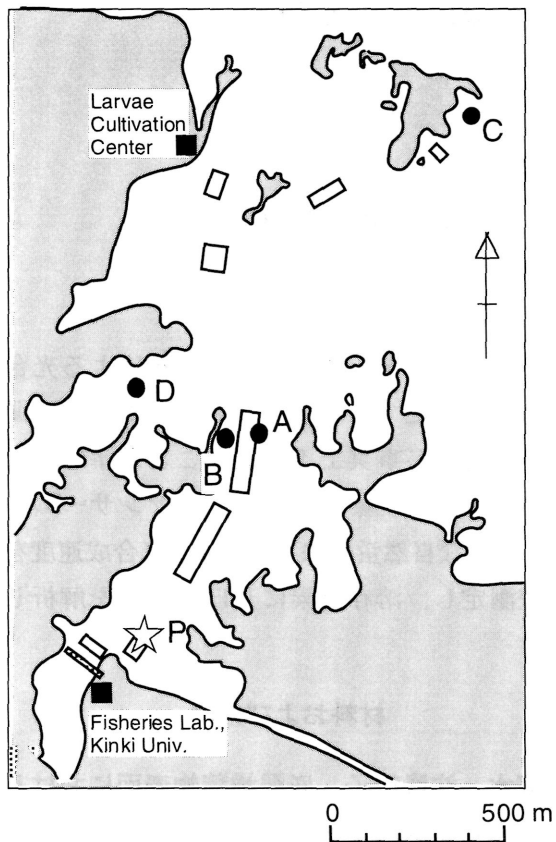 Larvae
Cultivation
Center
C
D
A
B
P
Fisheries Lab.,
Kinki Univ.
0 500 m